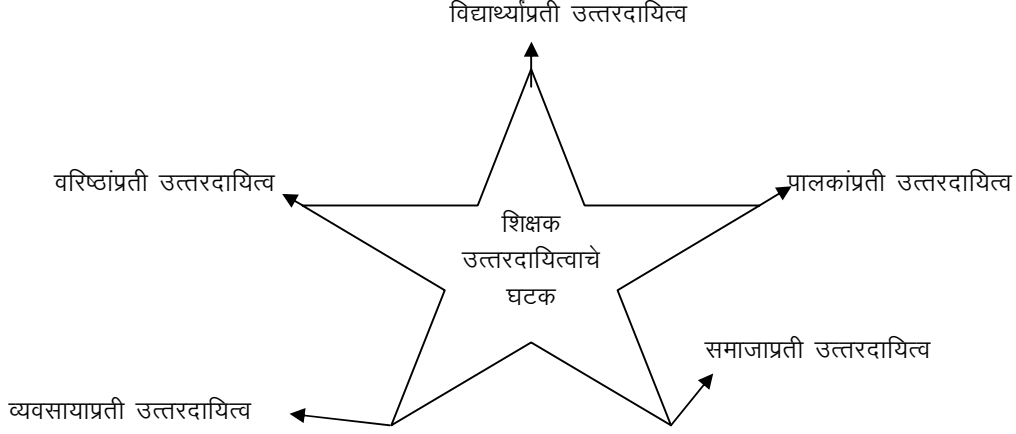 विद्यार्थ्यांप्रती उत्तरदायित्व
वरिष्ठांप्रती उत्तरदायित्व
पालकांप्रती उत्तरदायित्व
शिक्षक
उत्तरदायित्वाचे
घटक
समाजाप्रती उत्तरदायित्व
व्यवसायाप्रती उत्तरदायित्व